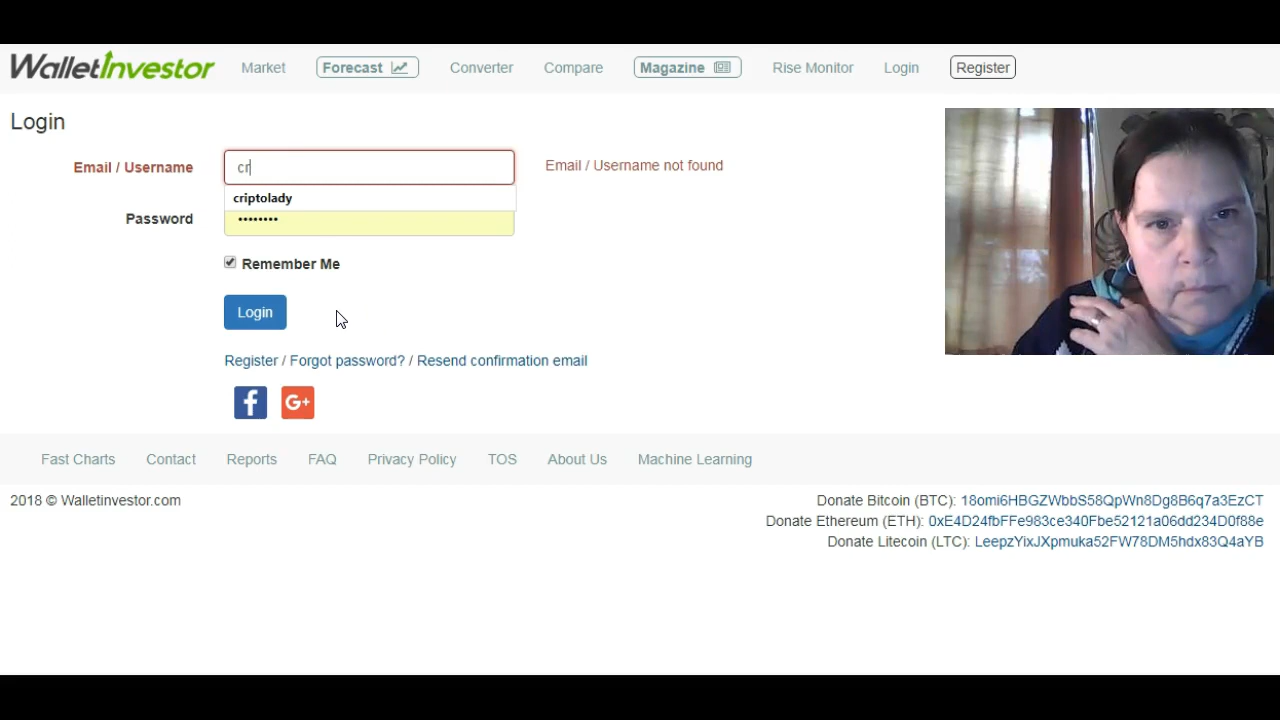 WalletInvestor Market Forecast Converter Compare Magazine Rise Monitor Login Register
Login
Email / Username cr Email / Username not found
criptolady
Password ••••••••
Remember Me
Login
Register / Forgot password? / Resend confirmation email
f G+
Fast Charts Contact Reports FAQ Privacy Policy TOS About Us Machine Learning
2018 © Walletinvestor.com Donate Bitcoin (BTC): 18omi6HBGZWbbS58QpWn8Dg8B6q7a3EzCT
Donate Ethereum (ETH): 0xE4D24fbFFe983ce340Fbe52121a06dd234D0f88e
Donate Litecoin (LTC): LeepzYixJXpmuka52FW78DM5hdx83Q4aYB